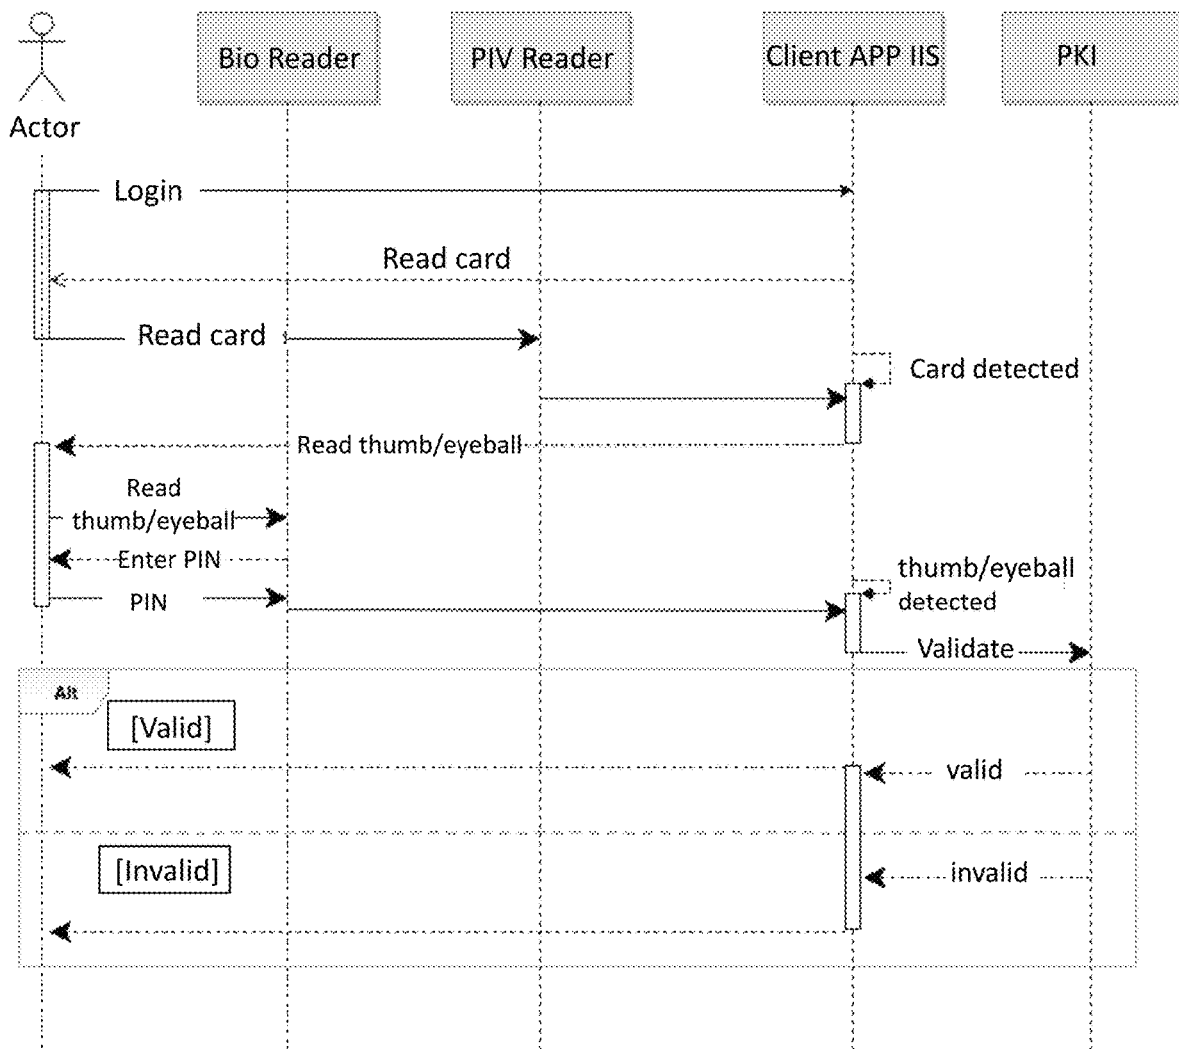 Bio Reader
PIV Reader
Client APP IIS
PKI
Actor
Login
Read card
Read card
Card detected
Read thumb/eyeball
Read
thumb/eyeball
Enter PIN
thumb/eyeball
detected
PIN
Validate
Alt
[Valid]
valid
[Invalid]
invalid